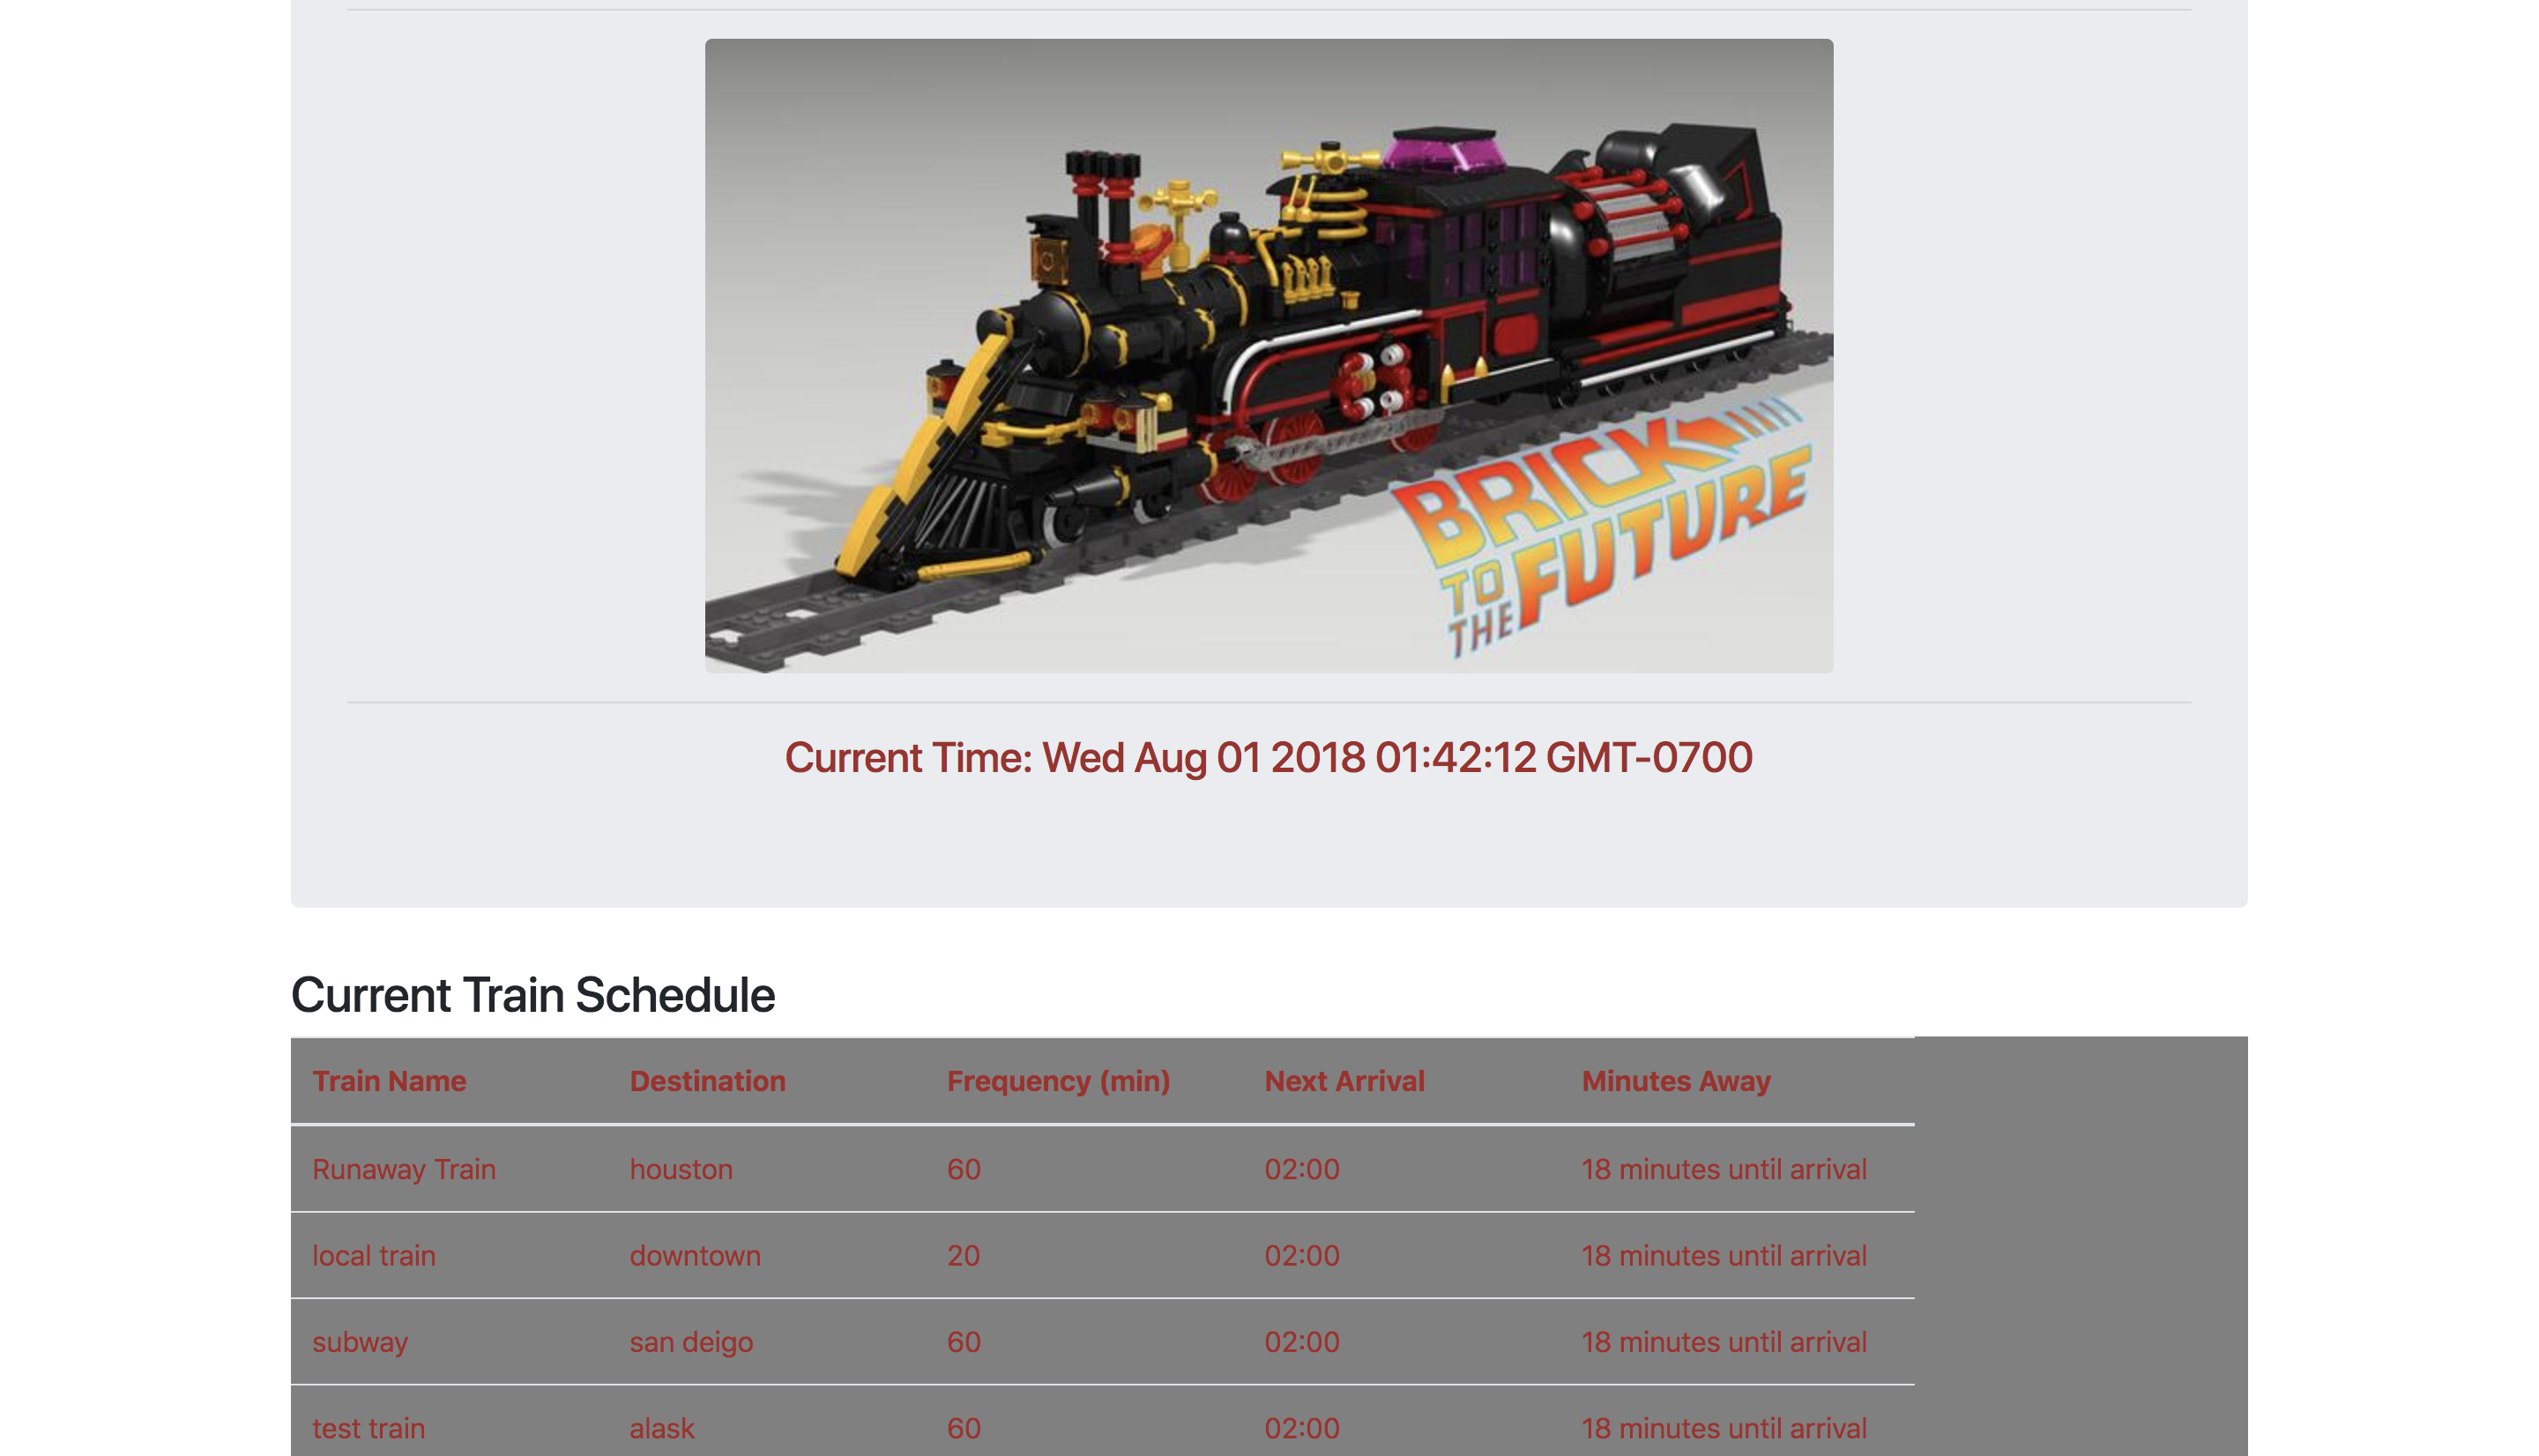 BRICK
TO
THE FUTURE
Current Time: Wed Aug 01 2018 01:42:12 GMT-0700
Current Train Schedule
Train Name Destination Frequency (min) Next Arrival Minutes Away
Runaway Train houston 60 02:00 18 minutes until arrival
local train downtown 20 02:00 18 minutes until arrival
subway san deigo 60 02:00 18 minutes until arrival
test train alask 60 02:00 18 minutes until arrival